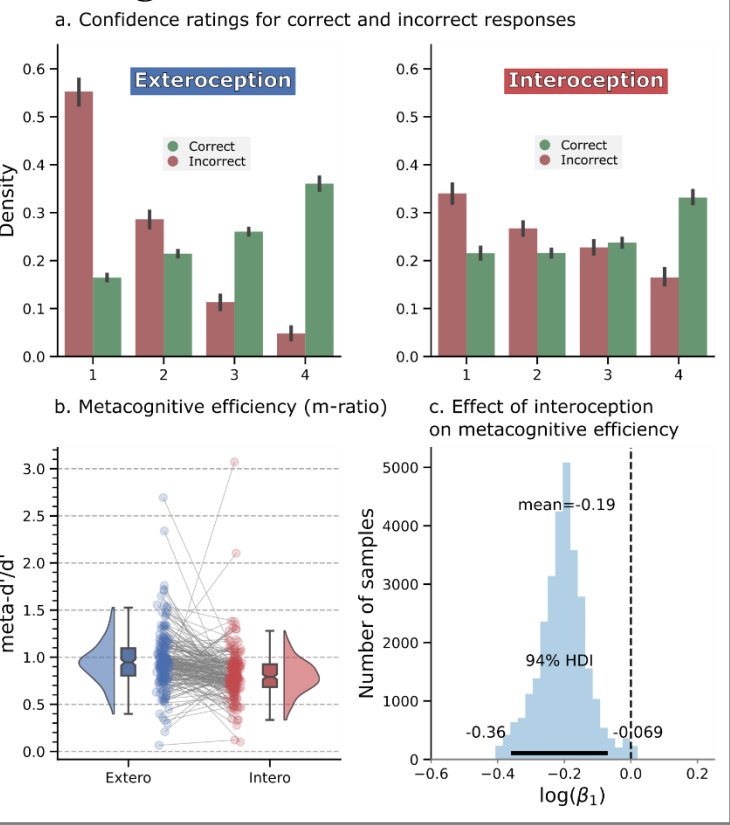 a. Confidence ratings for correct and incorrect responses
Exteroception
Interoception
Density
0.6
0.5
0.4
0.3
0.2
0.1
0.0
Correct
Incorrect
1 2 3 4
0.6
0.5
0.4
0.3
0.2
0.1
0.0
Correct
Incorrect
1 2 3 4
b. Metacognitive efficiency (m-ratio)
meta-d'/d'
3.0
2.5
2.0
1.5
1.0
0.5
0.0
Extero Intero
c. Effect of interoception
on metacognitive efficiency
Number of samples
5000
4000
3000
2000
1000
0
mean=-0.19
94% HDI
-0.36 -0.069
−0.6 −0.4 −0.2 0.0 0.2
log(β₁)